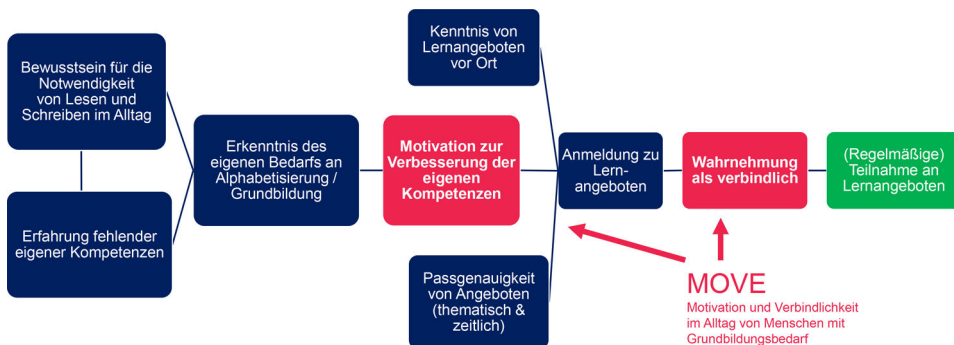 Bewusstsein für die
Notwendigkeit
von Lesen und
Schreiben im Alltag
Erfahrung fehlender
eigener Kompetenzen
Erkenntnis des
eigenen Bedarfs an
Alphabetisierung /
Grundbildung
Motivation zur
Verbesserung der
eigenen
Kompetenzen
Kenntnis von
Lernangeboten
vor Ort
Passgenauigkeit
von Angeboten
(thematisch &
zeitlich)
Anmeldung zu
Lern-
angeboten
Wahrnehmung
als verbindlich
(Regelmäßige)
Teilnahme an
Lernangeboten
MOVE
Motivation und Verbindlichkeit
im Alltag von Menschen mit
Grundbildungsbedarf